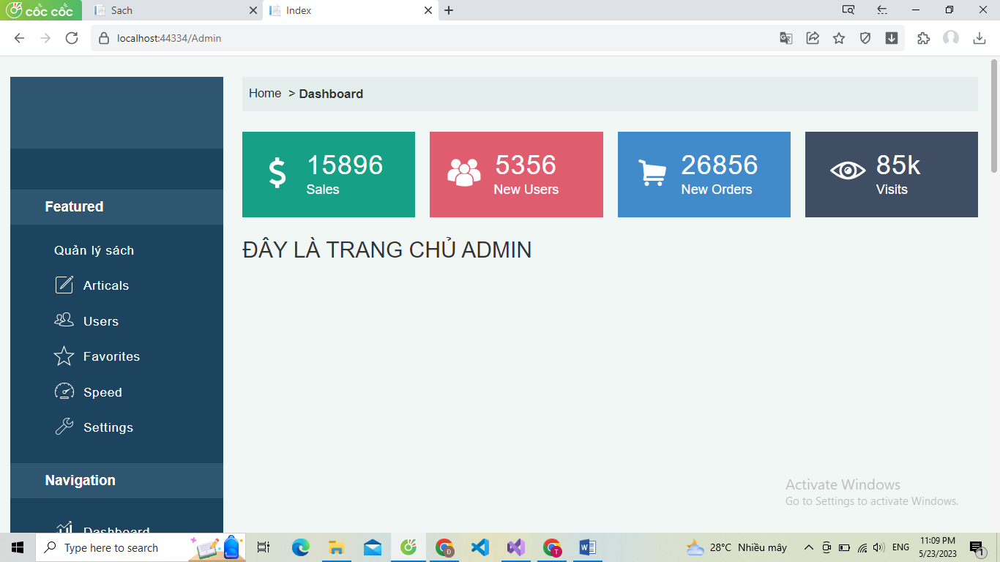 cốc cốc
Sach
Index
localhost:44334/Admin
Home > Dashboard
15896
Sales
5356
New Users
26856
New Orders
85k
Visits
Featured
Quản lý sách
Articals
Users
Favorites
Speed
Settings
Navigation
Dashboard
ĐÂY LÀ TRANG CHỦ ADMIN
Activate Windows
Go to Settings to activate Windows.
Type here to search
28°C Nhiều mây
ENG
11:09 PM
5/23/2023
1